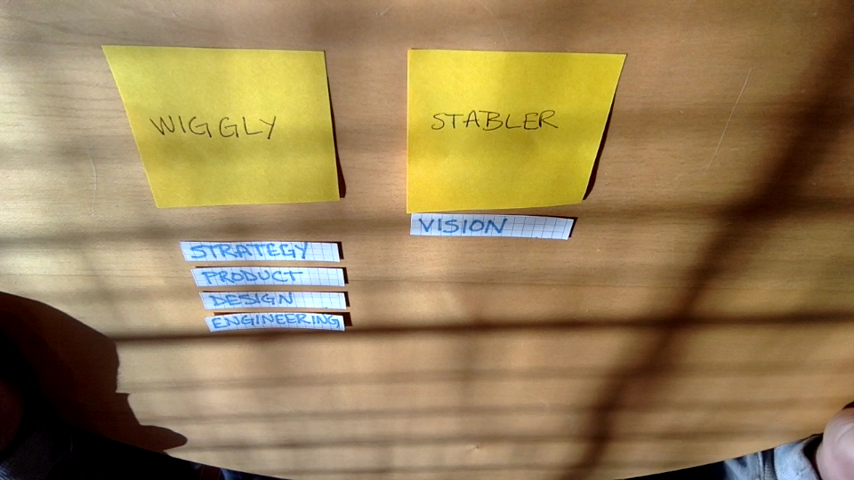 WIGGLY
STABLER
VISION
STRATEGY
PRODUCT
DESIGN
ENGINEERING